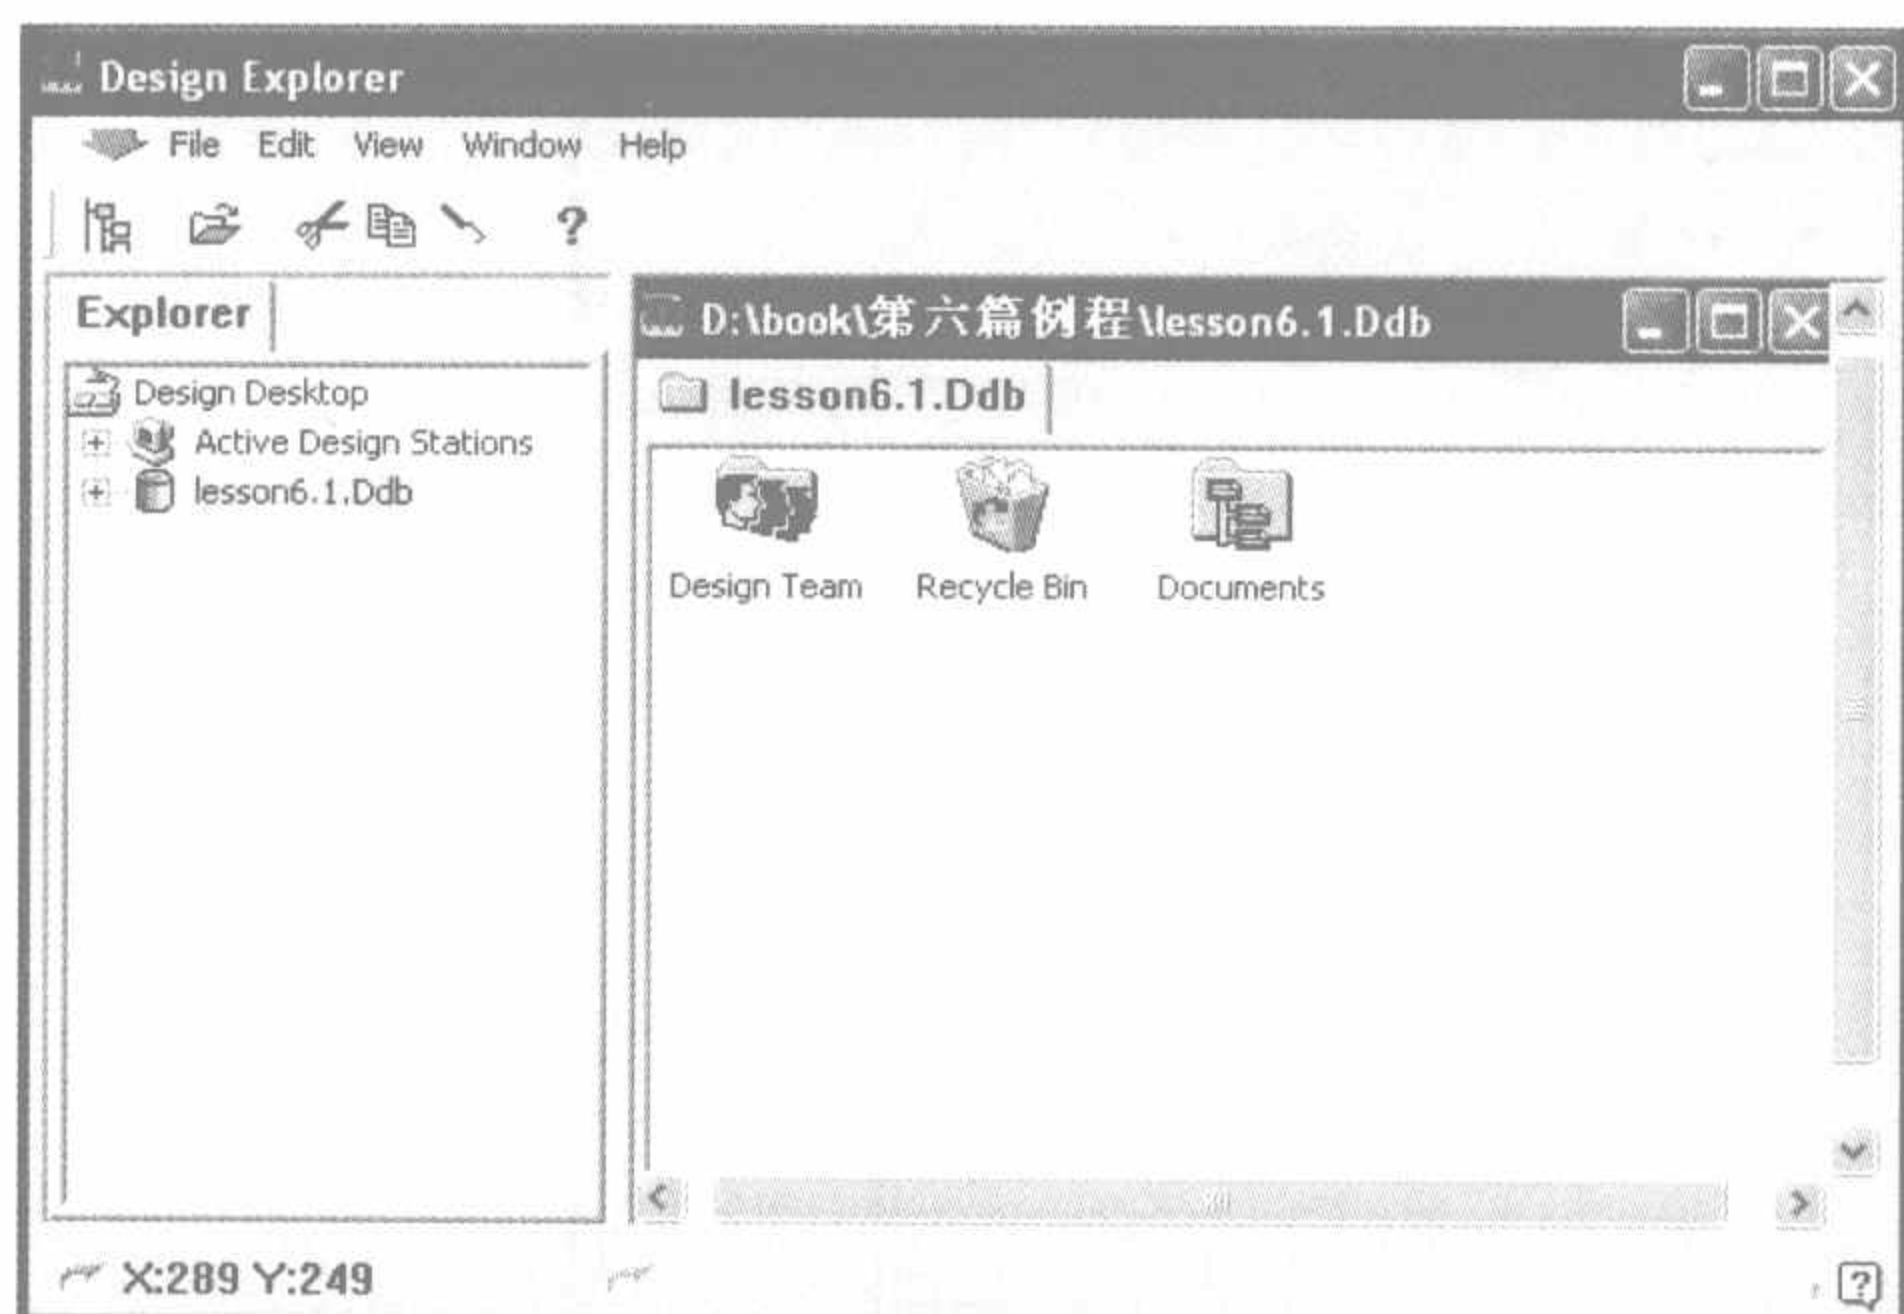 Design Explorer
File Edit View Window Help
Explorer
Design Desktop
Active Design Stations
lesson6.1.Ddb
D:\book\第六篇例程\lesson6.1.Ddb
lesson6.1.Ddb
Design Team Recycle Bin Documents
X:289 Y:249